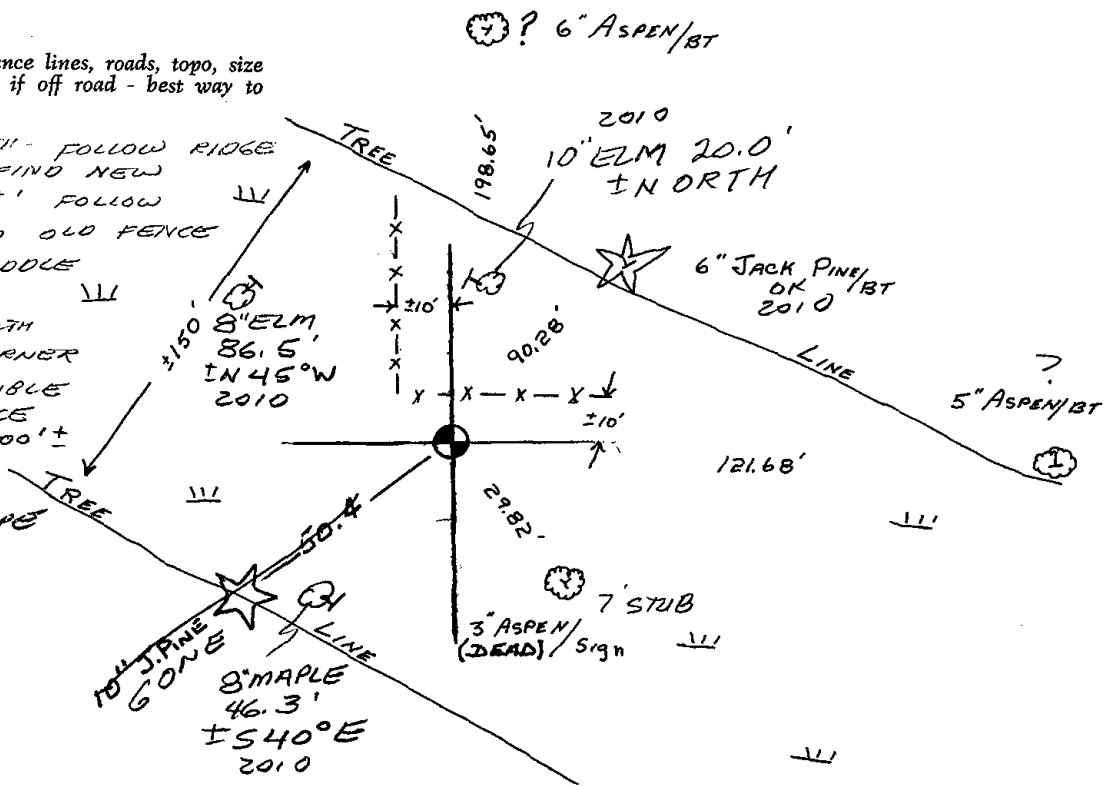 ? 6" ASPEN/BT
nce lines, roads, topo, size
if off road - best way to
FOLLOW RIDGE
FIND NEW
FOLLOW
OLD FENCE
TREE
198.65'
2010
10" ELM 20.0'
±NORTH
6" JACK PINE/BT
OK
2010
±150'
8" ELM
86.5'
±N 45°W
2010
±10'
90.28'
LINE
?
5" ASPEN/BT
1
±10'
121.68'
TREE
50.4
29.82
7' STUB
3" ASPEN/Sign
(DEAD)
10" J. PINE
GONE
LINE
8" MAPLE
46.3'
±S40°E
2010